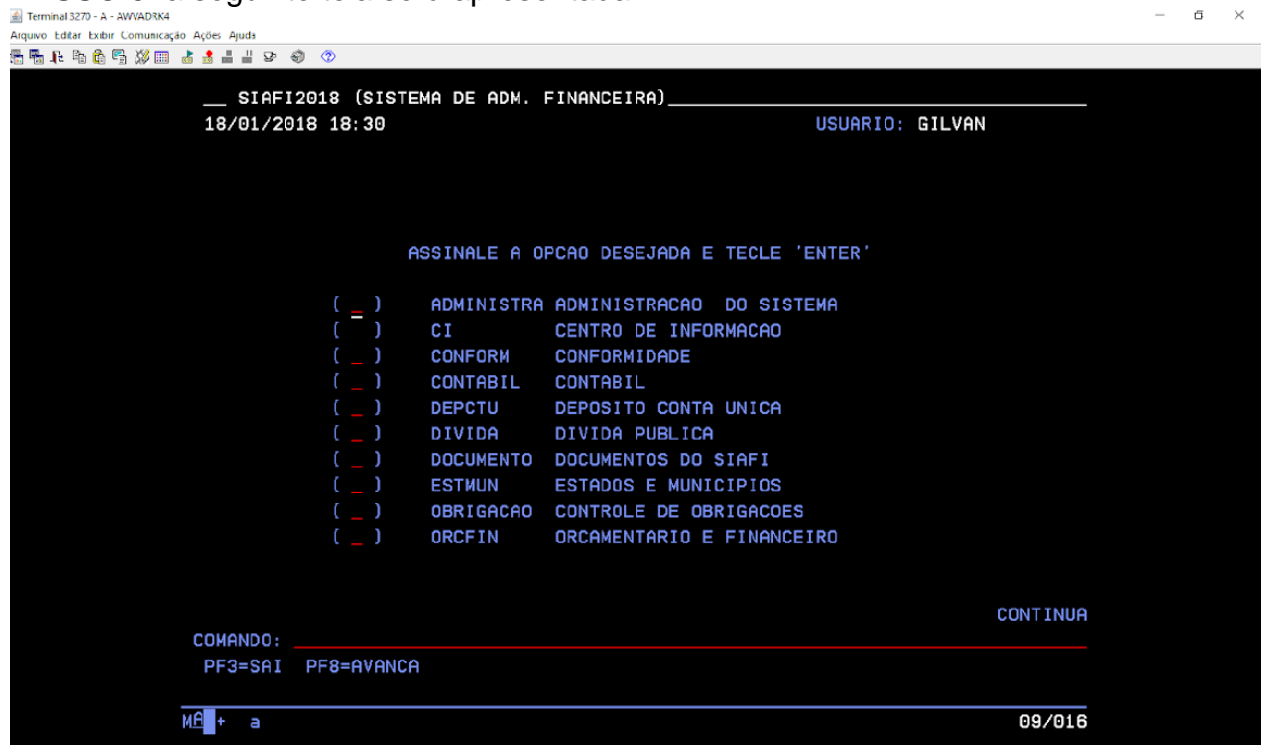 Terminal 3270 - A - AWVADRK4
Arquivo Editar Exibir Comunicação Ações Ajuda
__ SIAFI2018 (SISTEMA DE ADM. FINANCEIRA)
18/01/2018 18:30 USUARIO: GILVAN
ASSINALE A OPCAO DESEJADA E TECLE 'ENTER'
( _ ) ADMINISTRA ADMINISTRACAO DO SISTEMA
( ) CI CENTRO DE INFORMACAO
( _ ) CONFORM CONFORMIDADE
( _ ) CONTABIL CONTABIL
( _ ) DEPCTU DEPOSITO CONTA UNICA
( _ ) DIVIDA DIVIDA PUBLICA
( _ ) DOCUMENTO DOCUMENTOS DO SIAFI
( _ ) ESTMUN ESTADOS E MUNICIPIOS
( _ ) OBRIGACAO CONTROLE DE OBRIGACOES
( _ ) ORCFIN ORCAMENTARIO E FINANCEIRO
CONTINUA
COMANDO:
PF3=SAI PF8=AVANCA
MA + a 09/016